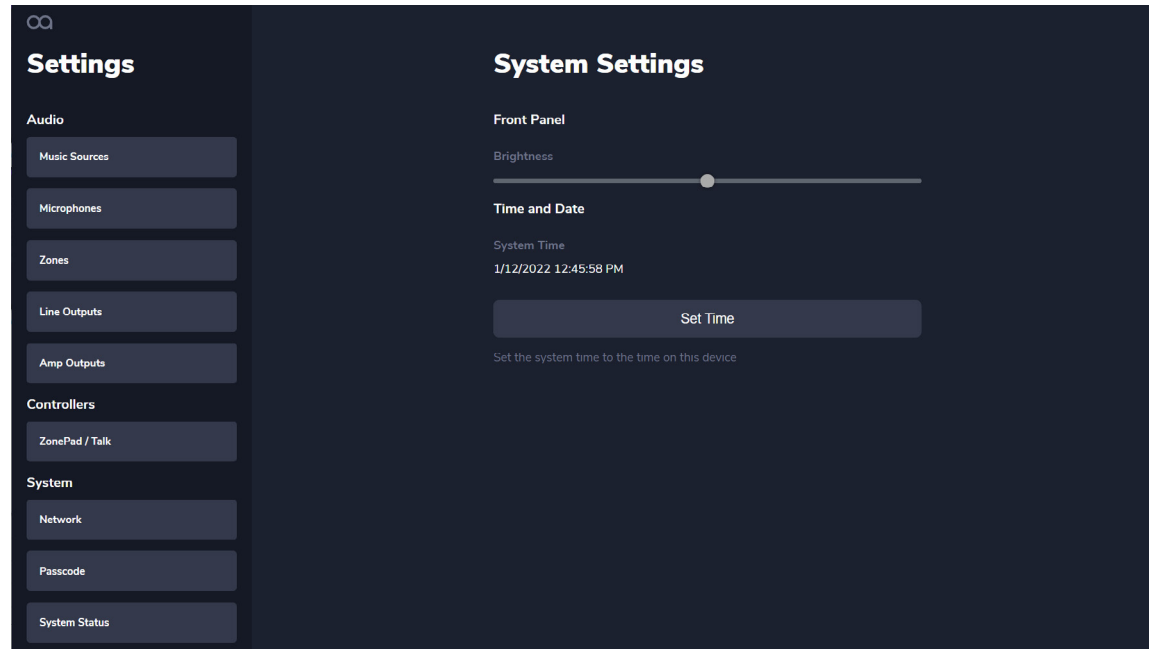 Settings
Audio
Music Sources
Microphones
Zones
Line Outputs
Amp Outputs
Controllers
ZonePad / Talk
System
Network
Passcode
System Status
System Settings
Front Panel
Brightness
Time and Date
System Time
1/12/2022 12:45:58 PM
Set Time
Set the system time to the time on this device